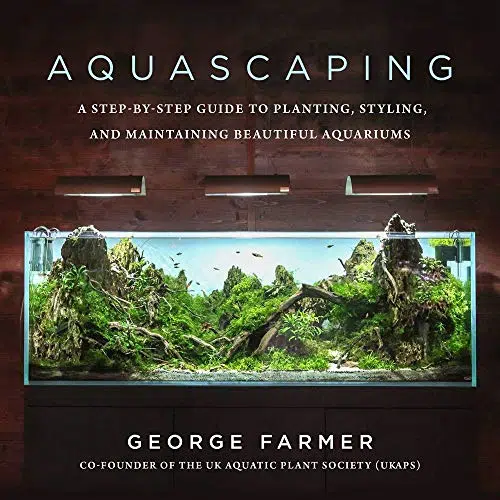 AQUASCAPING
A STEP-BY-STEP GUIDE TO PLANTING, STYLING,
AND MAINTAINING BEAUTIFUL AQUARIUMS
GEORGE FARMER
CO-FOUNDER OF THE UK AQUATIC PLANT SOCIETY (UKAPS)